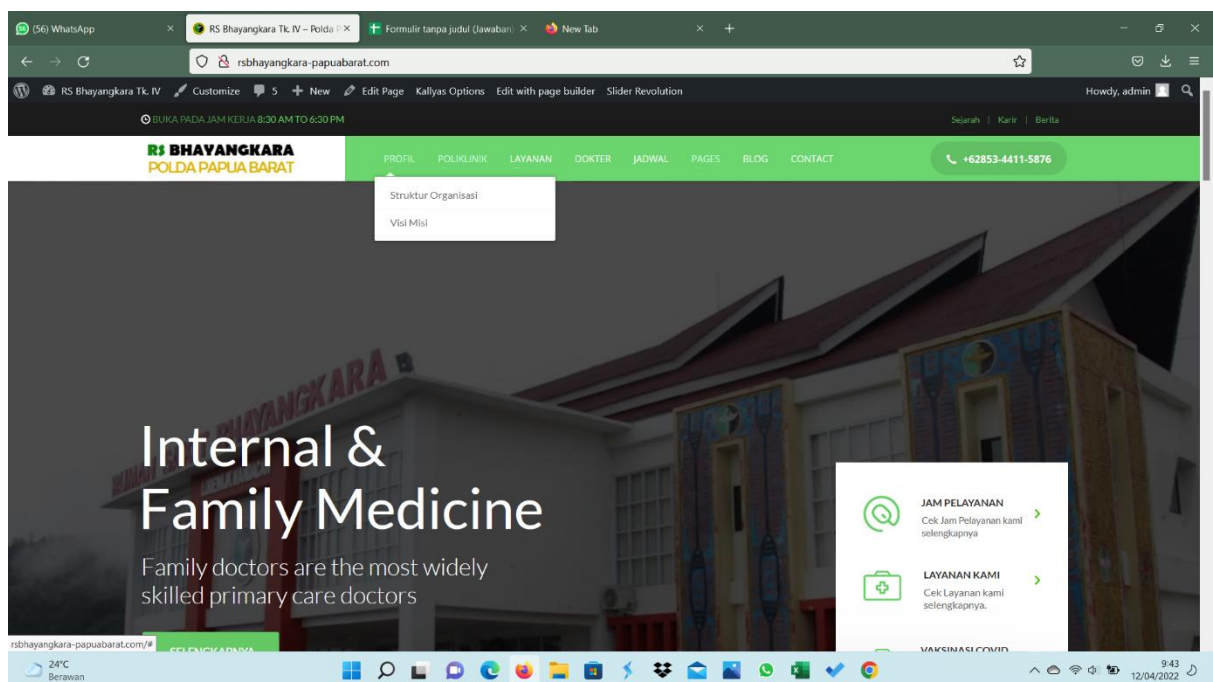 (56) WhatsApp
RS Bhayangkara Tk. IV – Polda P
Formulir tanpa judul (Jawaban)
New Tab
rsbhayangkara-papuabarat.com
RS Bhayangkara Tk. IV Customize 5 New Edit Page Kallyas Options Edit with page builder Slider Revolution Howdy, admin
BUKA PADA JAM KERJA 8:30 AM TO 6:30 PM
Sejarah | Karir | Berita
RS BHAYANGKARA
POLDA PAPUA BARAT
PROFIL POLIKLINIK LAYANAN DOKTER JADWAL PAGES BLOG CONTACT
+62853-4411-5876
Struktur Organisasi
Visi Misi
BHAYANGKARA
Internal &
Family Medicine
Family doctors are the most widely
skilled primary care doctors
SELENGKAPNYA
JAM PELAYANAN
Cek Jam Pelayanan kami
selengkapnya
LAYANAN KAMI
Cek Layanan kami
selengkapnya.
VAKSINASI COVID
rsbhayangkara-papuabarat.com/#
24°C
Berawan
9:43
12/04/2022